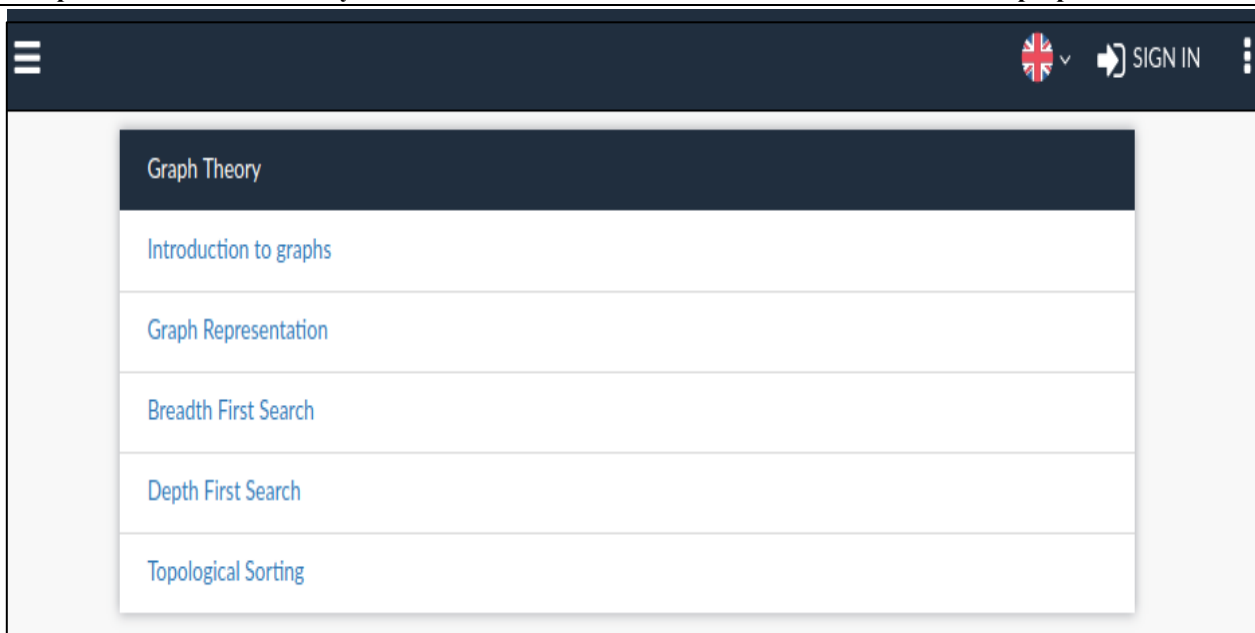 SIGN IN
Graph Theory
Introduction to graphs
Graph Representation
Breadth First Search
Depth First Search
Topological Sorting